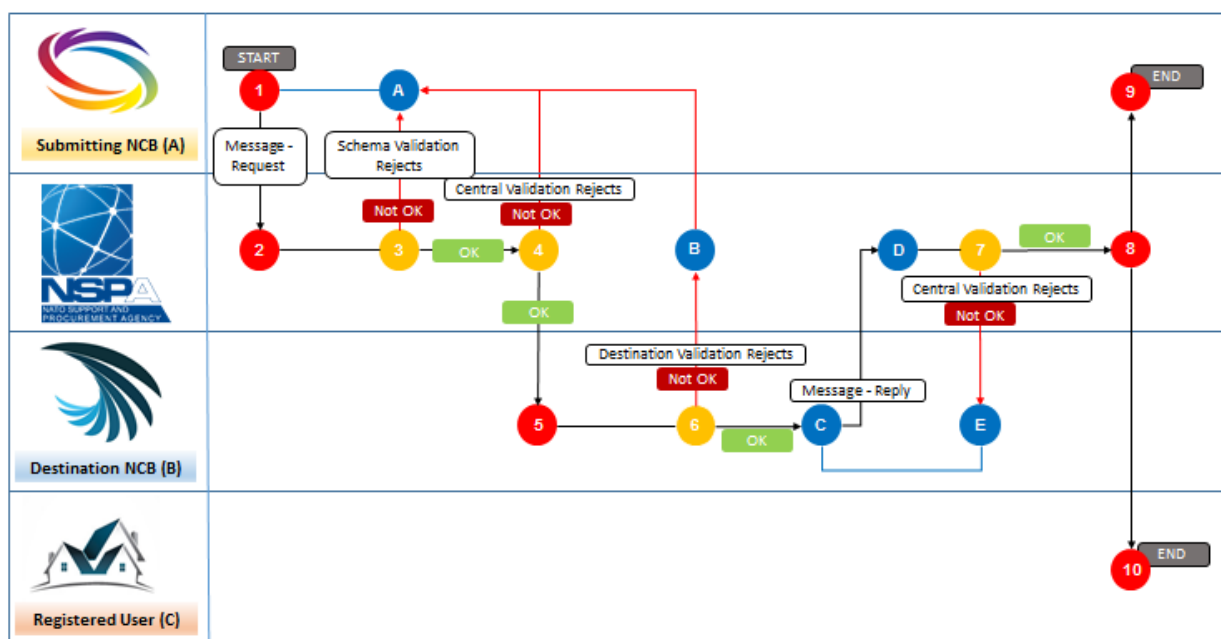 START
1
A
9
END
Submitting NCB (A)
Message -
Request
Schema Validation
Rejects
Central Validation Rejects
Not OK
Not OK
2
3
OK
4
B
D
7
OK
8
NSPA
NATO SUPPORT AND
PROCUREMENT AGENCY
Central Validation Rejects
Not OK
OK
Destination Validation Rejects
Not OK
Message - Reply
5
6
OK
C
E
Destination NCB (B)
10
END
Registered User (C)